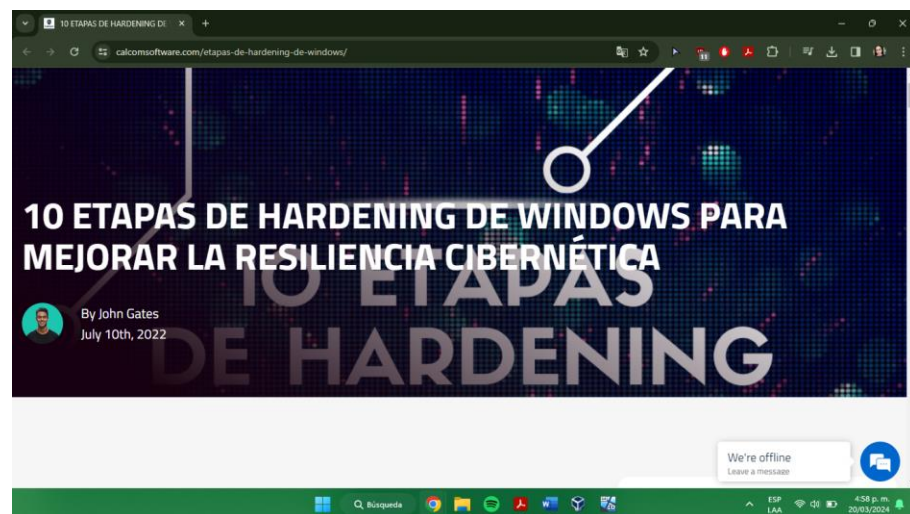 10 ETAPAS DE HARDENING DE
calcomsoftware.com/etapas-de-hardening-de-windows/
11
10 ETAPAS DE HARDENING DE WINDOWS PARA
MEJORAR LA RESILIENCIA CIBERNÉTICA
10 ETAPAS
DE HARDENING
By John Gates
July 10th, 2022
We're offline
Leave a message
Búsqueda
ESP
LAA
4:58 p. m.
20/03/2024